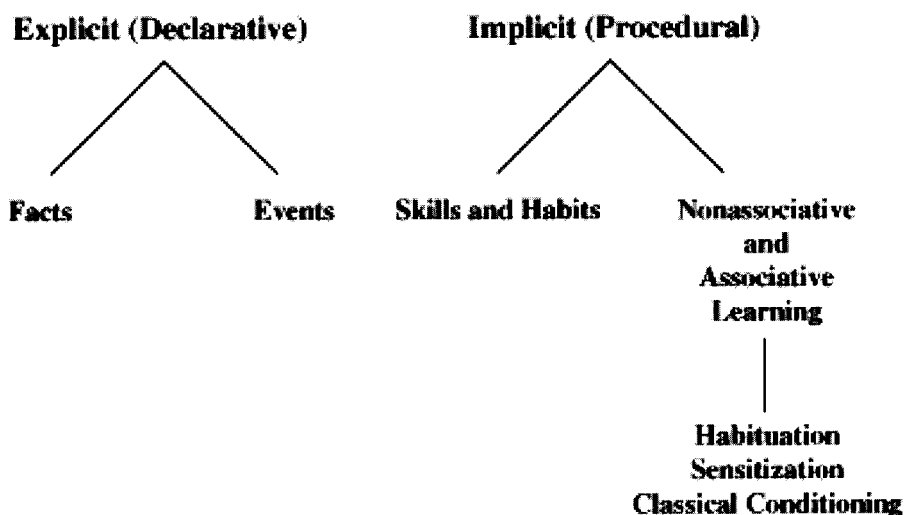 Explicit (Declarative)
Implicit (Procedural)
Facts
Events
Skills and Habits
Nonassociative
and
Associative
Learning
Habituation
Sensitization
Classical Conditioning